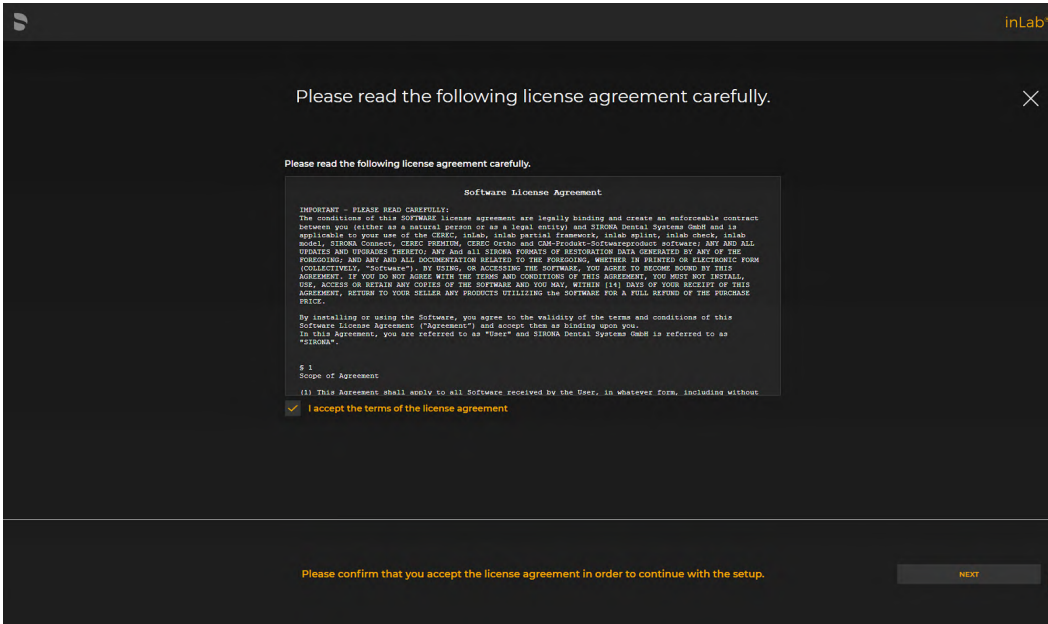 inLab®
Please read the following license agreement carefully.
Please read the following license agreement carefully.
Software License Agreement
IMPORTANT – PLEASE READ CAREFULLY:
The conditions of this SOFTWARE license agreement are legally binding and create an enforceable contract
between you (either as a natural person or as a legal entity) and SIRONA Dental Systems GmbH and is
applicable to your use of the CEREC, inLab, inlab partial framework, inlab splint, inlab check, inlab
model, SIRONA Connect, CEREC PREMIUM, CEREC Ortho and CAM-Produkt-Softwareproduct software; ANY AND ALL
UPDATES AND UPGRADES THERETO; ANY And all SIRONA FORMATS OF RESTORATION DATA GENERATED BY ANY OF THE
FOREGOING; AND ANY AND ALL DOCUMENTATION RELATED TO THE FOREGOING, WHETHER IN PRINTED OR ELECTRONIC FORM
(COLLECTIVELY, "Software"). BY USING, OR ACCESSING THE SOFTWARE, YOU AGREE TO BECOME BOUND BY THIS
AGREEMENT. IF YOU DO NOT AGREE WITH THE TERMS AND CONDITIONS OF THIS AGREEMENT, YOU MUST NOT INSTALL,
USE, ACCESS OR RETAIN ANY COPIES OF THE SOFTWARE AND YOU MAY, WITHIN [14] DAYS OF YOUR RECEIPT OF THIS
AGREEMENT, RETURN TO YOUR SELLER ANY PRODUCTS UTILIZING the SOFTWARE FOR A FULL REFUND OF THE PURCHASE
PRICE.
By installing or using the Software, you agree to the validity of the terms and conditions of this
Software License Agreement ("Agreement") and accept them as binding upon you.
In this Agreement, you are referred to as "User" and SIRONA Dental Systems GmbH is referred to as
"SIRONA".
§ 1
Scope of Agreement
(1) This Agreement shall apply to all Software received by the User, in whatever form, including without
I accept the terms of the license agreement
Please confirm that you accept the license agreement in order to continue with the setup.
NEXT